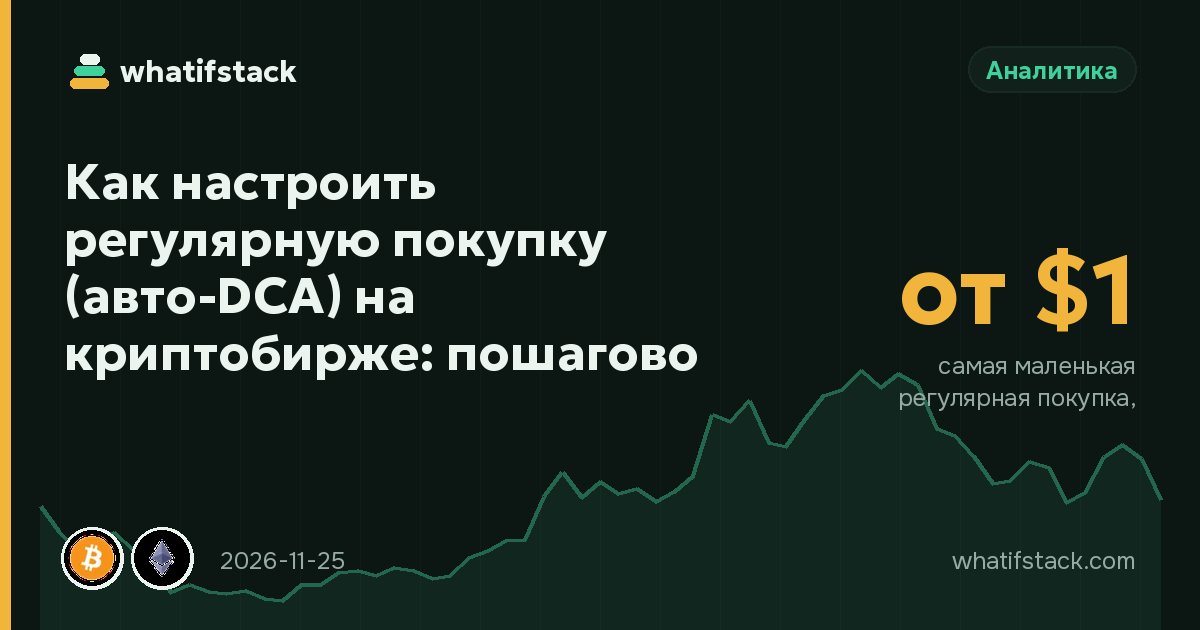 whatifstack
Аналитика
Как настроить
регулярную покупку
(авто-DCA) на
криптобирже: пошагово
от $1
самая маленькая
регулярная покупка,
2026-11-25
whatifstack.com